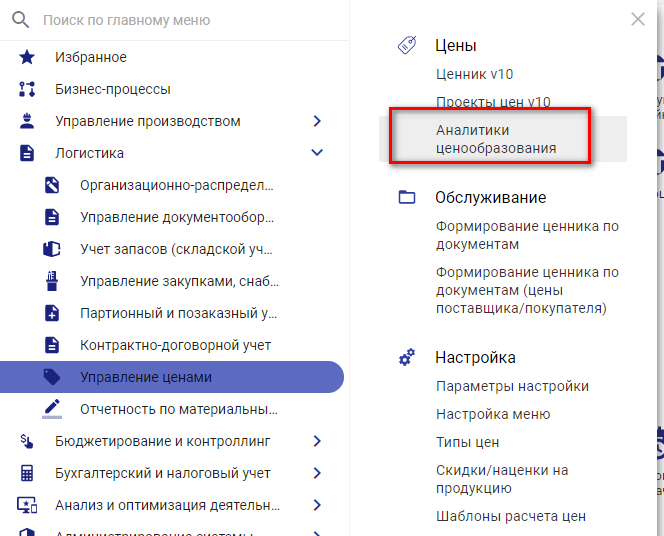 Поиск по главному меню
Избранное
Бизнес-процессы
Управление производством
Логистика
Организационно-распредел...
Управление документообор...
Учет запасов (складской уч...
Управление закупками, снаб...
Партионный и позаказный у...
Контрактно-договорной учет
Управление ценами
Отчетность по материальны...
Бюджетирование и контроллинг
Бухгалтерский и налоговый учет
Анализ и оптимизация деятельн...
Администрирование системы
Цены
Ценник v10
Проекты цен v10
Аналитики
ценообразования
Обслуживание
Формирование ценника по
документам
Формирование ценника по
документам (цены
поставщика/покупателя)
Настройка
Параметры настройки
Настройка меню
Типы цен
Скидки/наценки на
продукцию
Шаблоны расчета цен